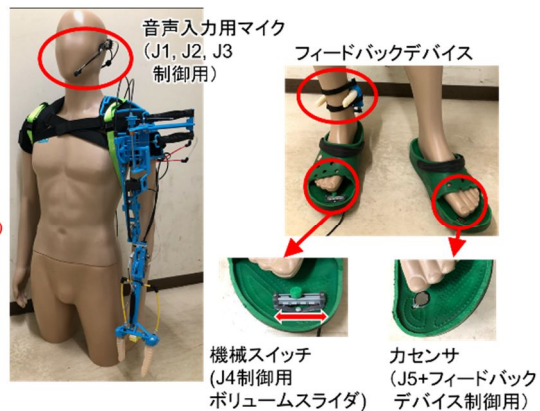 音声入力用マイク
（J1, J2, J3
制御用）
フィードバックデバイス
機械スイッチ
(J4制御用
ボリュームスライダ)
力センサ
（J5+フィードバック
デバイス制御用）